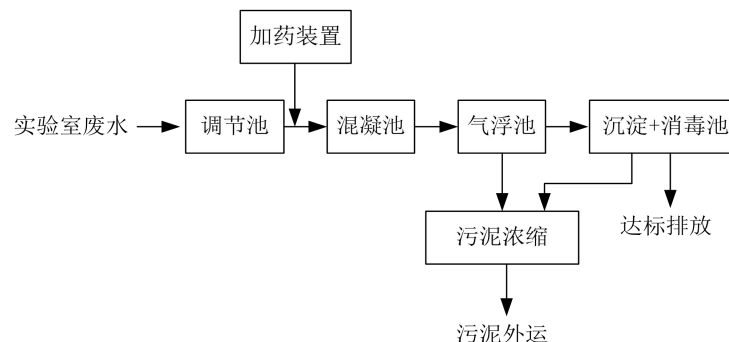 加药装置
实验室废水
调节池
混凝池
气浮池
沉淀+消毒池
污泥浓缩
达标排放
污泥外运